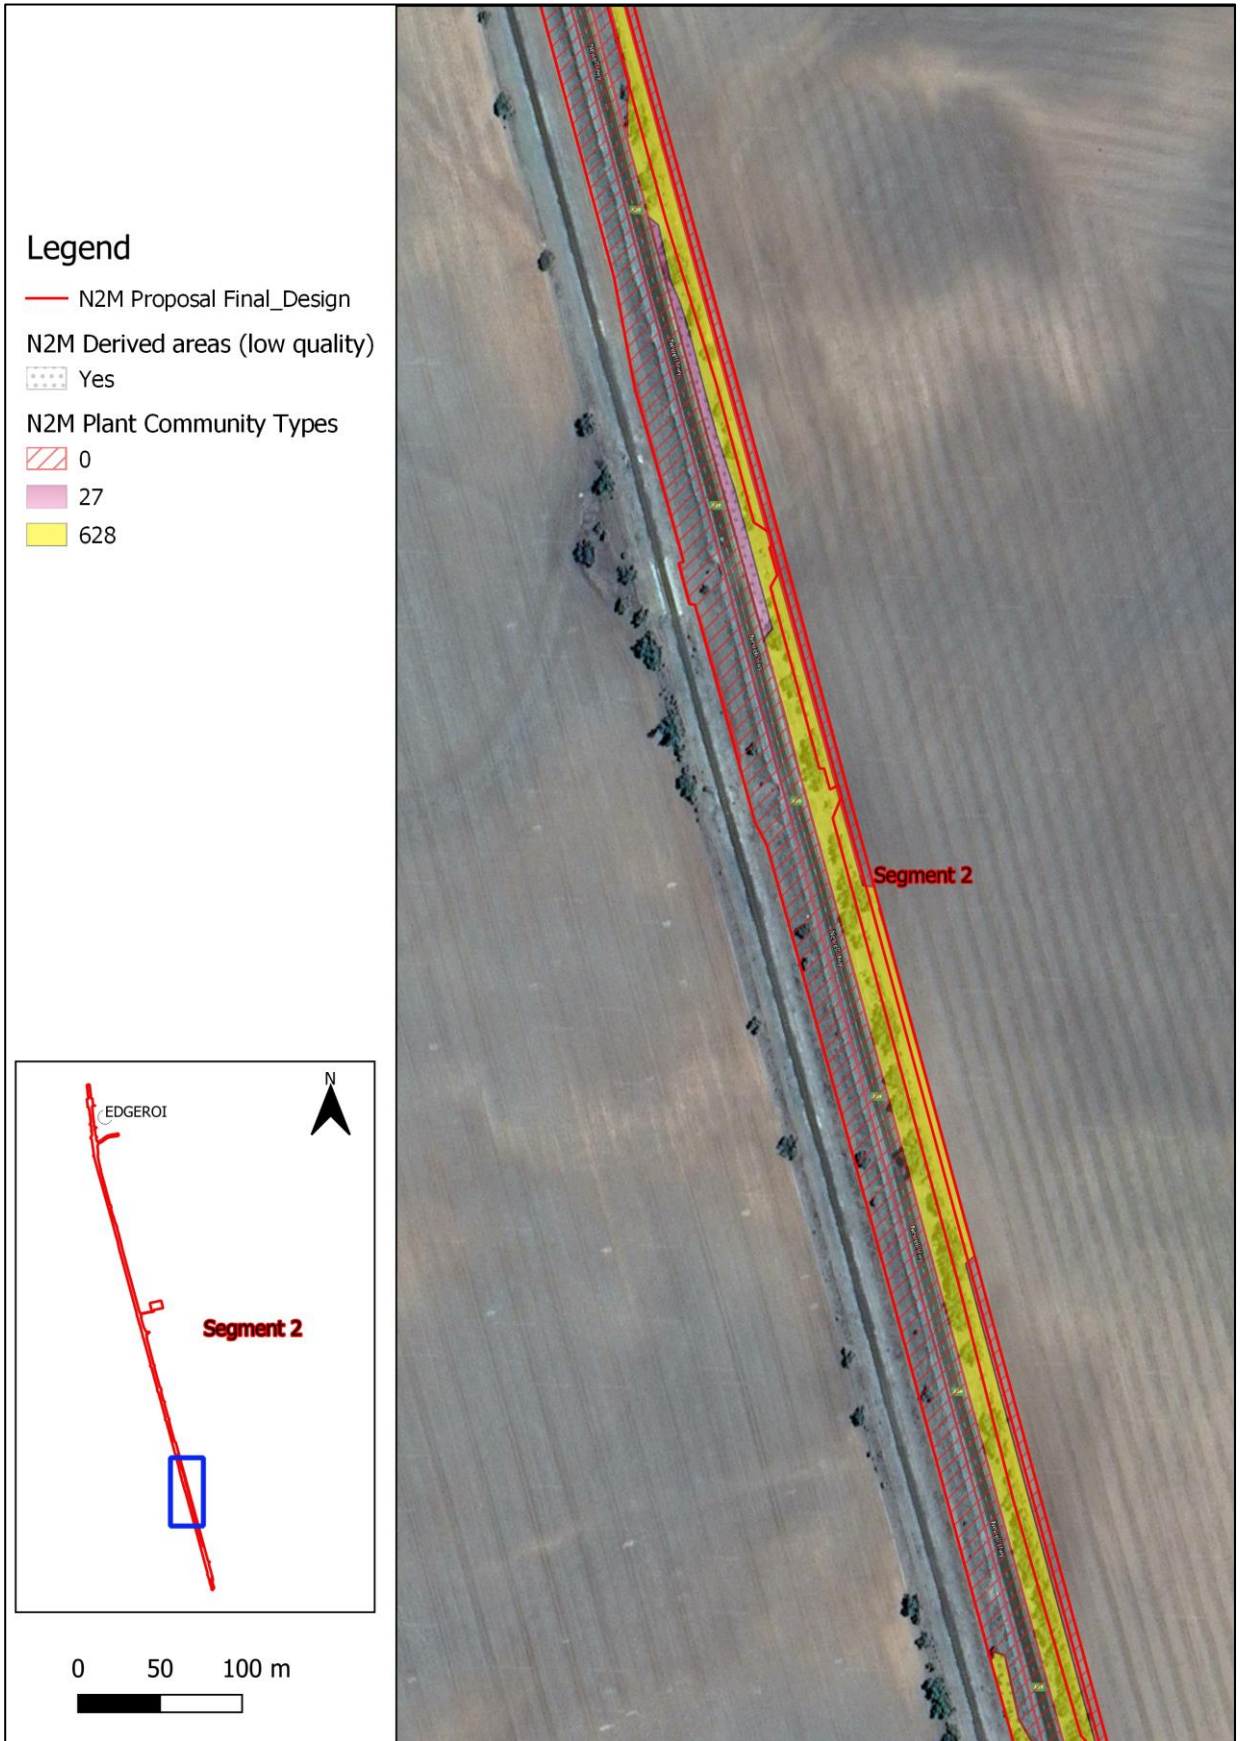 Legend
N2M Proposal Final_Design
N2M Derived areas (low quality)
Yes
N2M Plant Community Types
0
27
628
Segment 2
N
EDGEROI
Segment 2
0 50 100 m